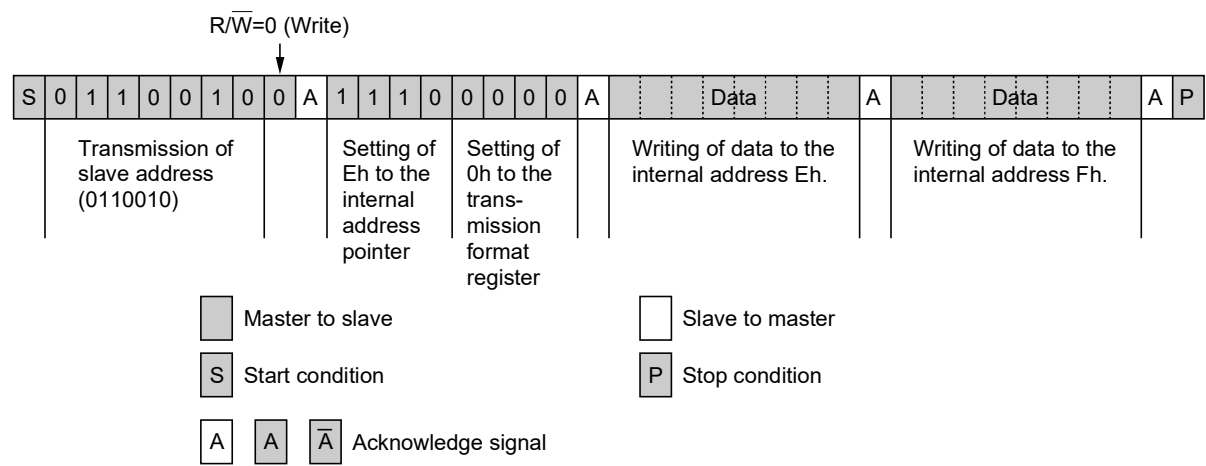 R/W̅=0 (Write)
S 0 1 1 0 0 1 0 0 A 1 1 1 0 0 0 0 0 A Data A Data A P
Transmission of
slave address
(0110010)
Setting of
Eh to the
internal
address
pointer
Setting of
0h to the
trans-
mission
format
register
Writing of data to the
internal address Eh.
Writing of data to the
internal address Fh.
Master to slave
Slave to master
S Start condition
P Stop condition
A A A̅ Acknowledge signal